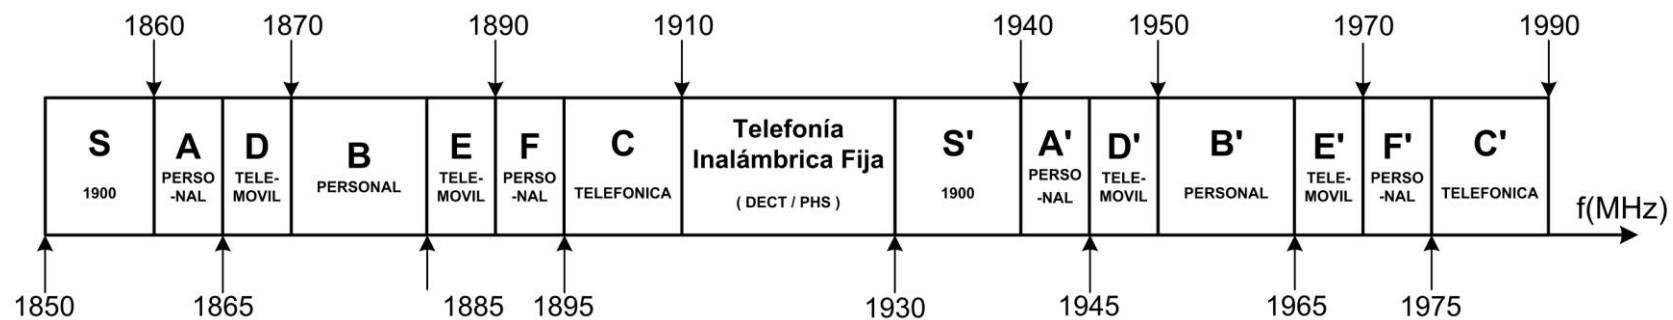 1860 1870 1890 1910 1940 1950 1970 1990
S A D B E F C Telefonía S' A' D' B' E' F' C'
Inalámbrica Fija
1900 PERSO TELE- PERSONAL TELE- PERSO TELEFONICA ( DECT / PHS ) 1900 PERSO TELE- PERSONAL TELE- PERSO TELEFONICA
-NAL MOVIL MOVIL -NAL -NAL MOVIL MOVIL -NAL
f(MHz)
1850 1865 1885 1895 1930 1945 1965 1975